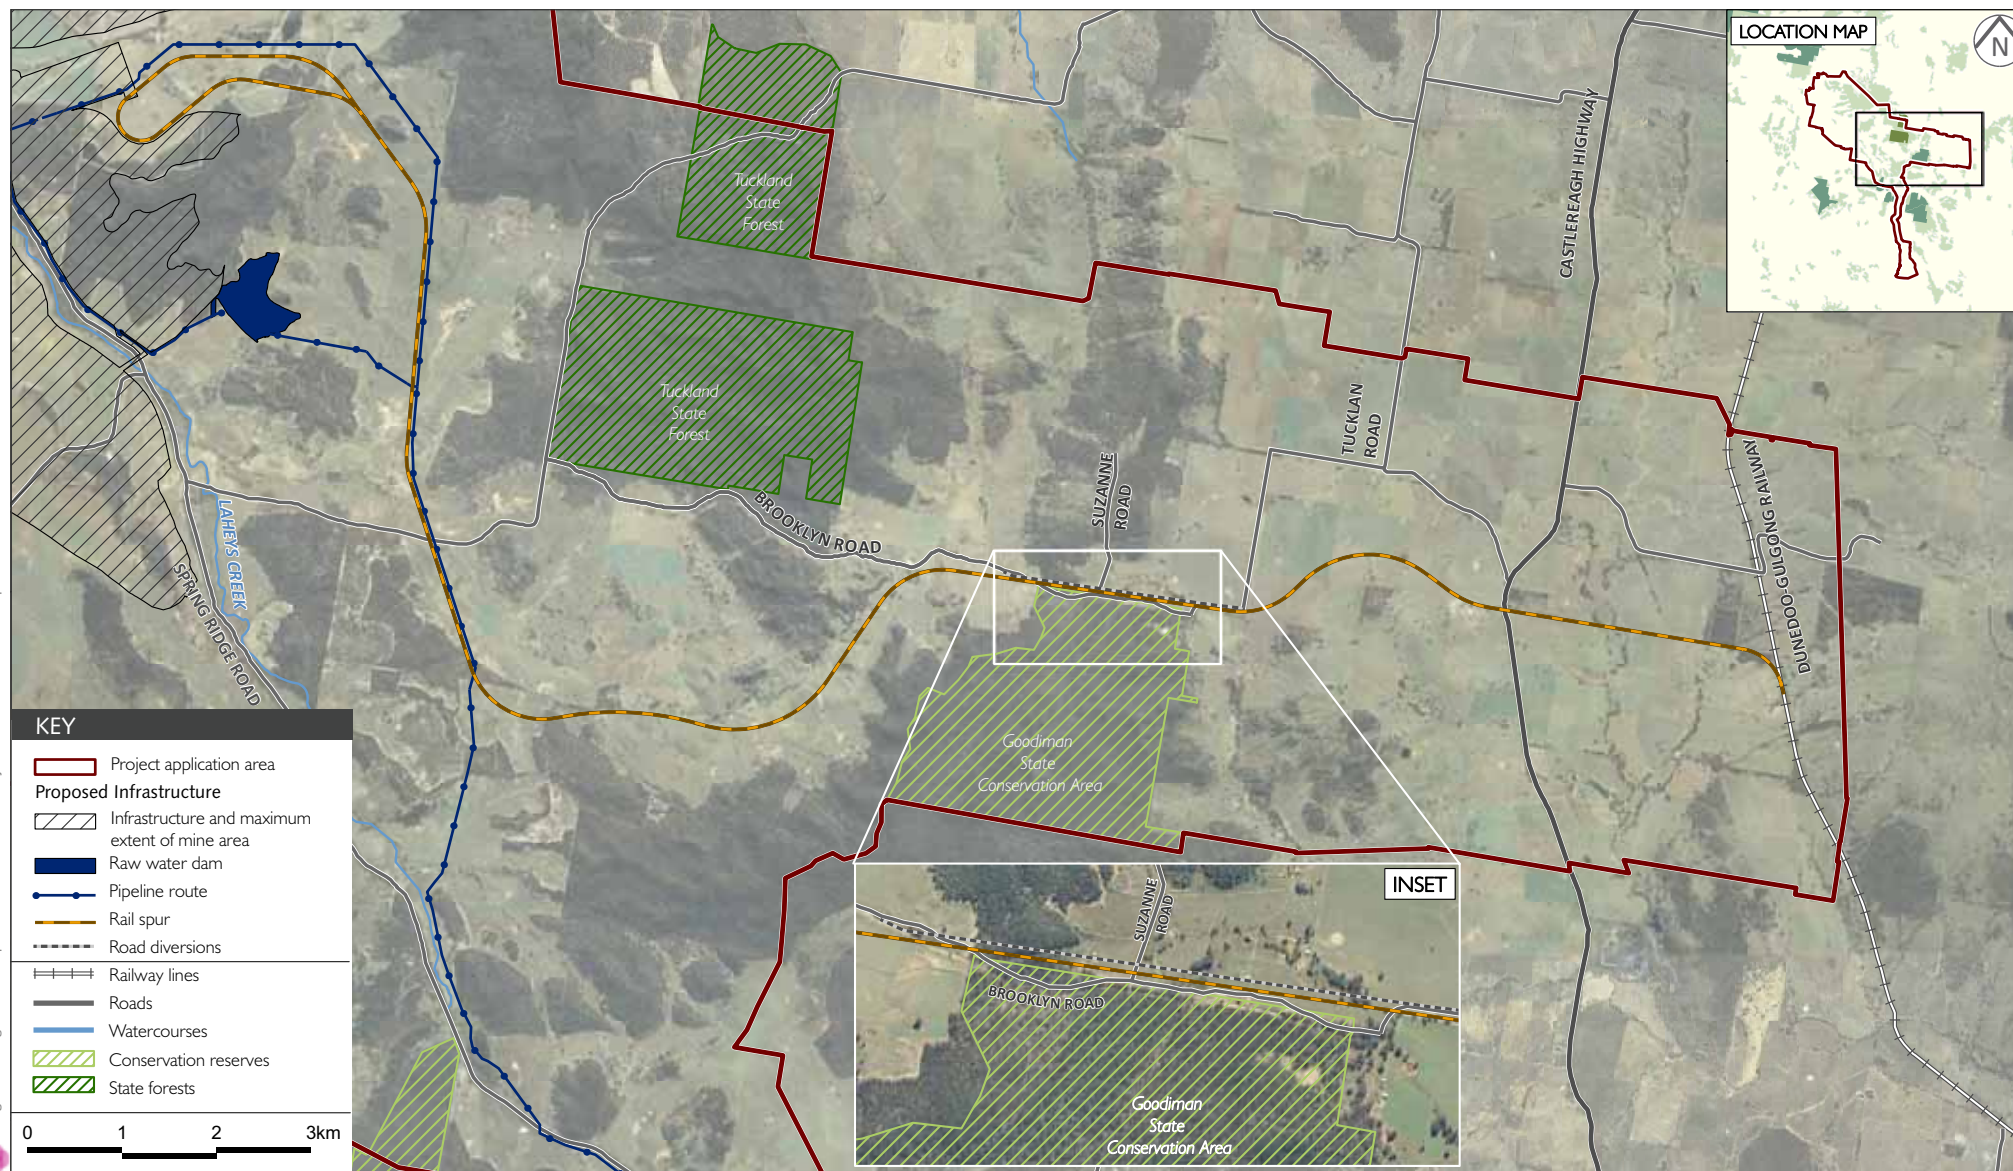 LOCATION MAP
N
CASTLEREAGH HIGHWAY
Tuckland
State
Forest
Tuckland
State
Forest
TUCKLAN
ROAD
SUZANNE
ROAD
BROOKLYN ROAD
DUNEDOO-GULGONG RAILWAY
LAHEYS CREEK
SPRING RIDGE ROAD
Goodiman
State
Conservation Area
KEY
Project application area
Proposed Infrastructure
Infrastructure and maximum
extent of mine area
Raw water dam
Pipeline route
Rail spur
Road diversions
Railway lines
Roads
Watercourses
Conservation reserves
State forests
0 1 2 3km
INSET
SUZANNE
ROAD
BROOKLYN ROAD
Goodiman
State
Conservation Area